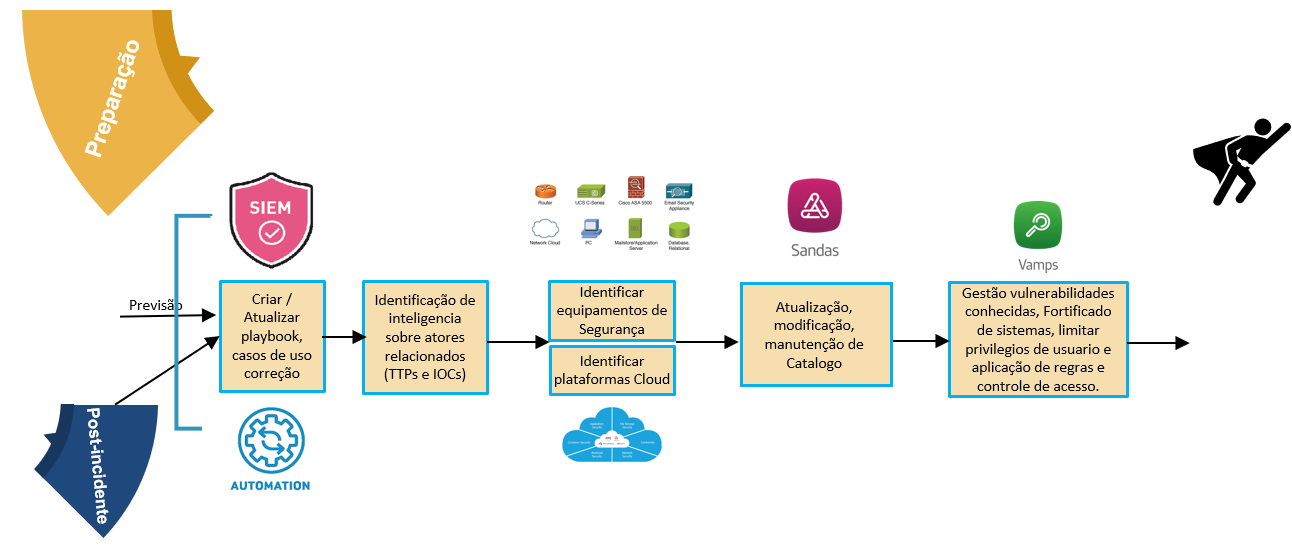 Preparação
SIEM
Router
UCS C-Series
Cisco ASA 5500
Email Security
Appliance
Network Cloud
PC
Mailstore/Application
Server
Database,
Relational
Sandas
Vamps
Previsão
Criar /
Atualizar
playbook,
casos de uso
correção
Identificação de
inteligencia
sobre atores
relacionados
(TTPs e IOCs)
Identificar
equipamentos de
Segurança
Identificar
plataformas Cloud
Atualização,
modificação,
manutenção de
Catalogo
Gestão vulnerabilidades
conhecidas, Fortificado
de sistemas, limitar
privilegios de usuario e
aplicação de regras e
controle de acesso.
Post-incidente
AUTOMATION